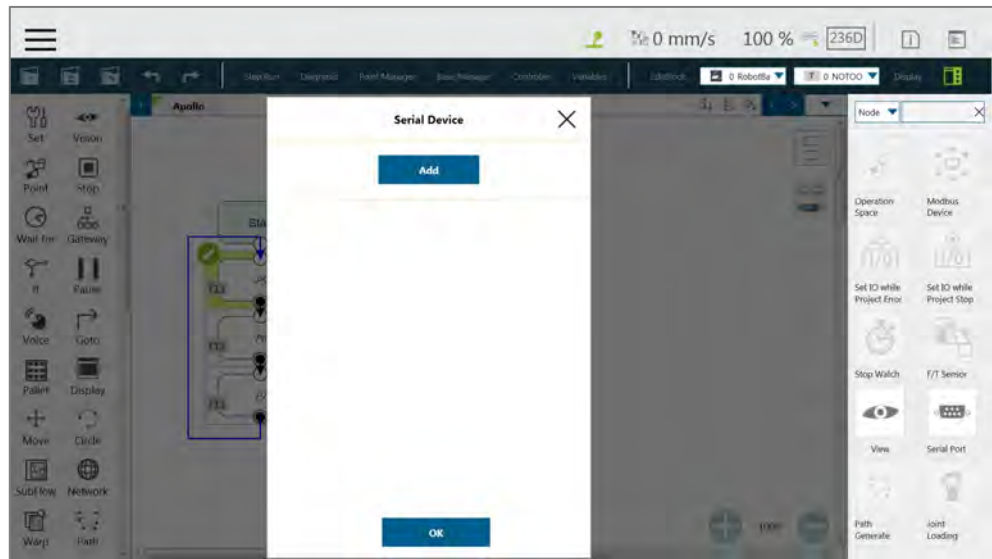 0 mm/s 100 % 236D
Step Run Diagnosis Point Manager Base Manager Controller Variables 0 RobotBa 0 NOTOO Display
Apollo
Set Vision
Point Stop
Wait for Gateway
If Pause
Voice Goto
Pallet Display
Move Circle
SubFlow Network
Warp Path
Serial Device
Add
OK
Node
Operation Space
Modbus Device
Set IO while Project Error
Set IO while Project Stop
Stop Watch F/T Sensor
View Serial Port
Path Generate
Joint Loading